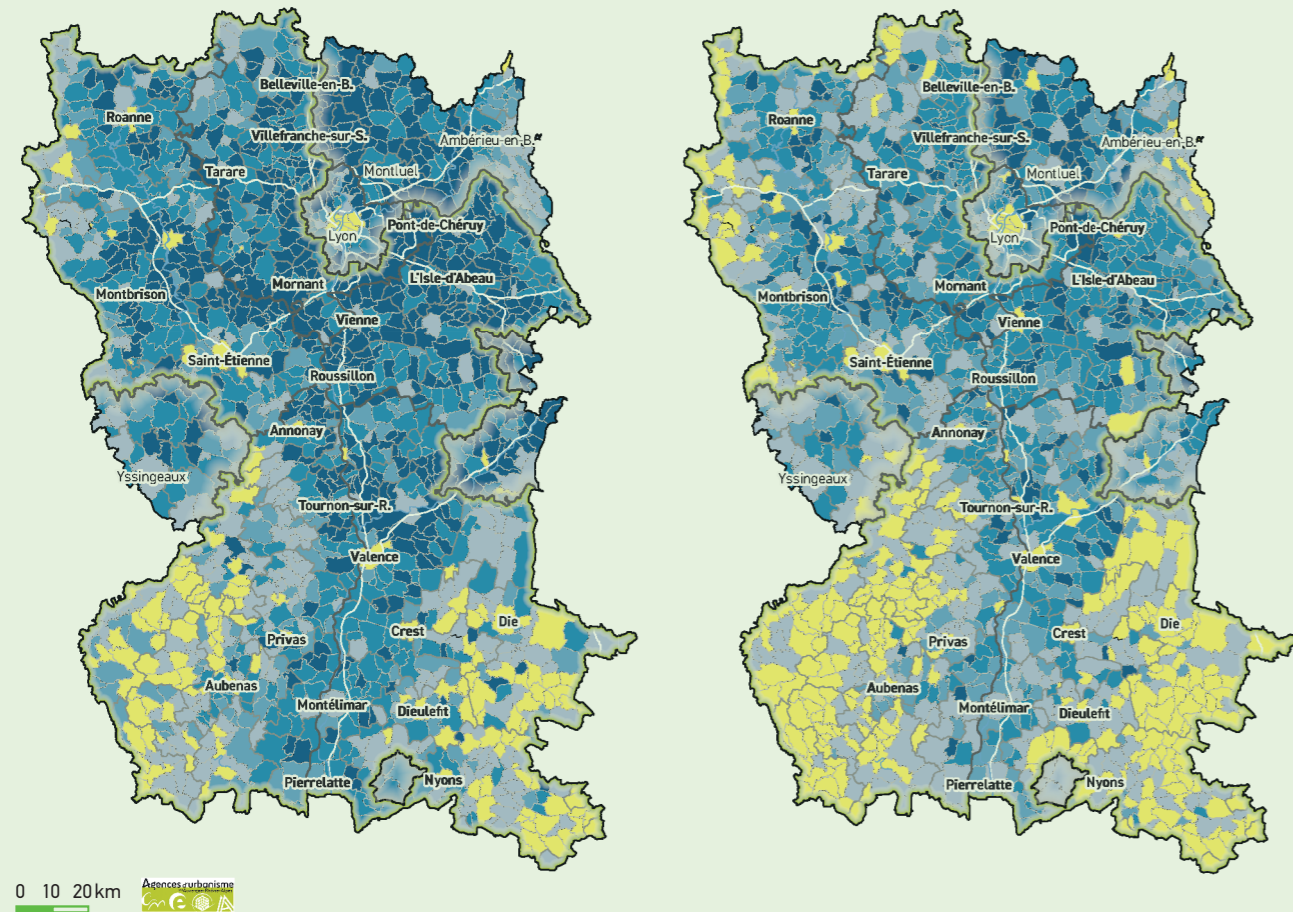 Belleville-en-B.
Roanne
Villefranche-sur-S.
Ambérieu-en-B.
Tarare
Montluel
Lyon
Pont-de-Chéruy
L'Isle-d'Abeau
Mornant
Montbrison
Vienne
Saint-Étienne
Roussillon
Annonay
Yssingeaux
Tournon-sur-R.
Valence
Die
Crest
Privas
Aubenas
Montélimar
Dieulefit
Pierrelatte
Nyons
Belleville-en-B.
Roanne
Villefranche-sur-S.
Ambérieu-en-B.
Tarare
Montluel
Lyon
Pont-de-Chéruy
L'Isle-d'Abeau
Mornant
Montbrison
Vienne
Saint-Étienne
Roussillon
Annonay
Yssingeaux
Tournon-sur-R.
Valence
Die
Crest
Privas
Aubenas
Montélimar
Dieulefit
Pierrelatte
Nyons
0 10 20 km
Agences d'urbanisme